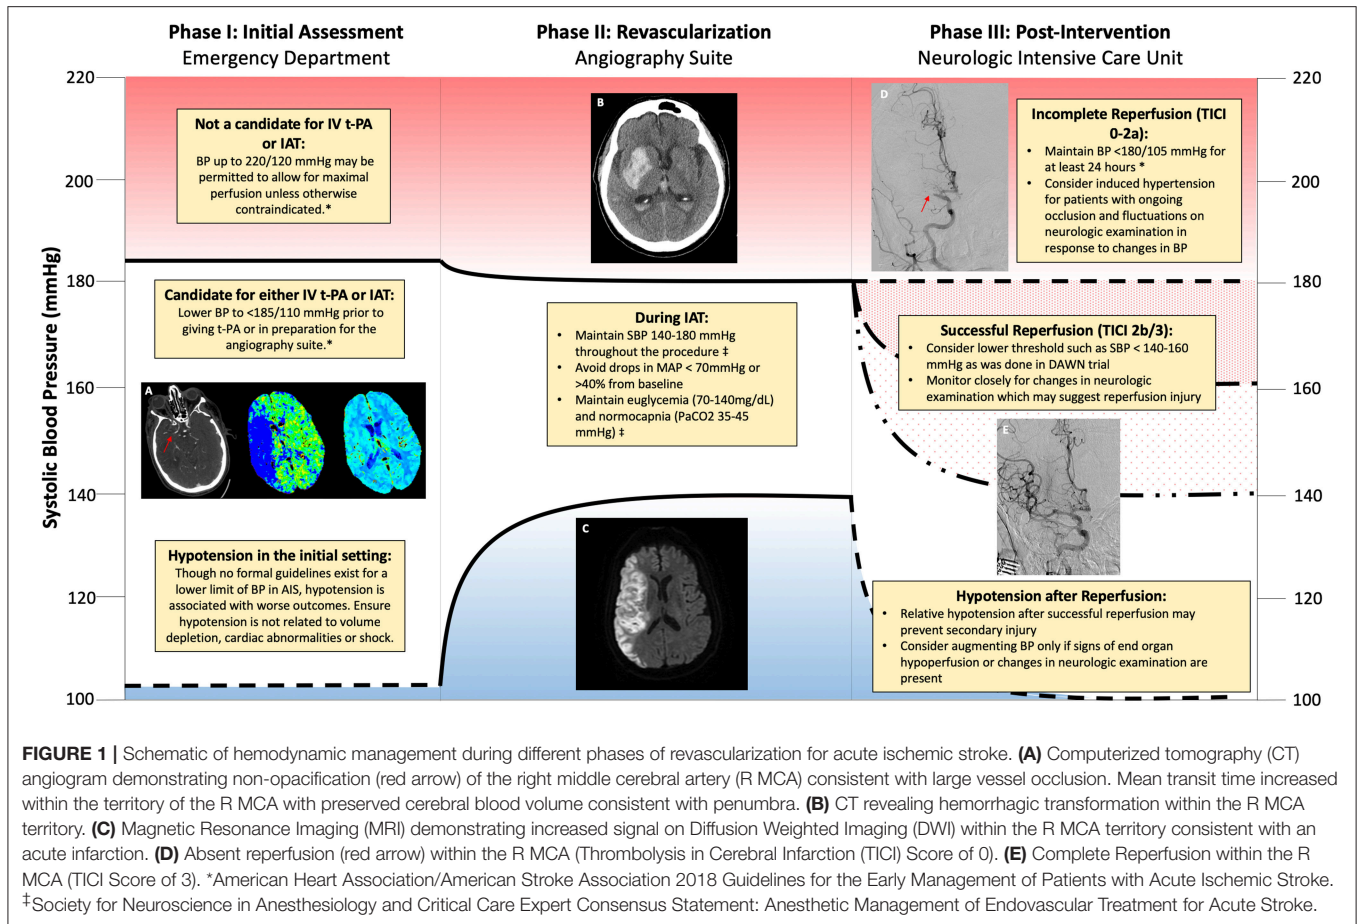 Phase I: Initial Assessment
Emergency Department
Phase II: Revascularization
Angiography Suite
Phase III: Post-Intervention
Neurologic Intensive Care Unit
Systolic Blood Pressure (mmHg)
220
200
180
160
140
120
100
Not a candidate for IV t-PA
or IAT:
BP up to 220/120 mmHg may be
permitted to allow for maximal
perfusion unless otherwise
contraindicated.*
Candidate for either IV t-PA or IAT:
Lower BP to <185/110 mmHg prior to
giving t-PA or in preparation for the
angiography suite.*
A
Hypotension in the initial setting:
Though no formal guidelines exist for a
lower limit of BP in AIS, hypotension is
associated with worse outcomes. Ensure
hypotension is not related to volume
depletion, cardiac abnormalities or shock.
B
During IAT:
• Maintain SBP 140-180 mmHg
throughout the procedure ‡
• Avoid drops in MAP < 70mmHg or
>40% from baseline
• Maintain euglycemia (70-140mg/dL)
and normocapnia (PaCO2 35-45
mmHg) ‡
C
D
Incomplete Reperfusion (TICI
0-2a):
• Maintain BP <180/105 mmHg for
at least 24 hours *
• Consider induced hypertension
for patients with ongoing
occlusion and fluctuations on
neurologic examination in
response to changes in BP
Successful Reperfusion (TICI 2b/3):
• Consider lower threshold such as SBP < 140-160
mmHg as was done in DAWN trial
• Monitor closely for changes in neurologic
examination which may suggest reperfusion injury
E
Hypotension after Reperfusion:
• Relative hypotension after successful reperfusion may
prevent secondary injury
• Consider augmenting BP only if signs of end organ
hypoperfusion or changes in neurologic examination are
present
220
200
180
160
140
120
100
FIGURE 1 | Schematic of hemodynamic management during different phases of revascularization for acute ischemic stroke. (A) Computerized tomography (CT)
angiogram demonstrating non-opacification (red arrow) of the right middle cerebral artery (R MCA) consistent with large vessel occlusion. Mean transit time increased
within the territory of the R MCA with preserved cerebral blood volume consistent with penumbra. (B) CT revealing hemorrhagic transformation within the R MCA
territory. (C) Magnetic Resonance Imaging (MRI) demonstrating increased signal on Diffusion Weighted Imaging (DWI) within the R MCA territory consistent with an
acute infarction. (D) Absent reperfusion (red arrow) within the R MCA (Thrombolysis in Cerebral Infarction (TICI) Score of 0). (E) Complete Reperfusion within the R
MCA (TICI Score of 3). *American Heart Association/American Stroke Association 2018 Guidelines for the Early Management of Patients with Acute Ischemic Stroke.
‡Society for Neuroscience in Anesthesiology and Critical Care Expert Consensus Statement: Anesthetic Management of Endovascular Treatment for Acute Stroke.